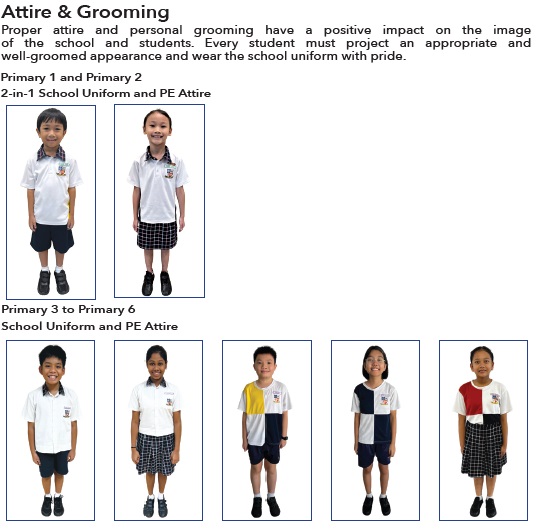 Attire & Grooming
Proper attire and personal grooming have a positive impact on the image
of the school and students. Every student must project an appropriate and
well-groomed appearance and wear the school uniform with pride.
Primary 1 and Primary 2
2-in-1 School Uniform and PE Attire
Primary 3 to Primary 6
School Uniform and PE Attire